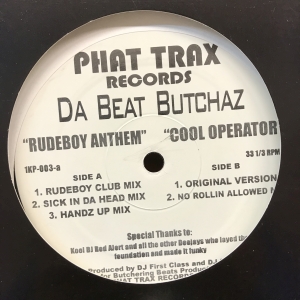 PHAT TRAX
RECORDS
DA BEAT BUTCHAZ
"RUDEBOY ANTHEM" "COOL OPERATOR
1KP-003-a
33 1/3 RPM
SIDE A
SIDE B
1. RUDEBOY CLUB MIX
2. SICK IN DA HEAD MIX
3. HANDZ UP MIX
1. ORIGINAL VERSION
2. NO ROLLIN ALLOWED
Special Thanks to:
Kool DJ Red Alert and all the other Deejays who layed the
foundation and made it funky
Produced by DJ First Class and DJ
for Butchering Beats
PHAT TRAX RECORDS